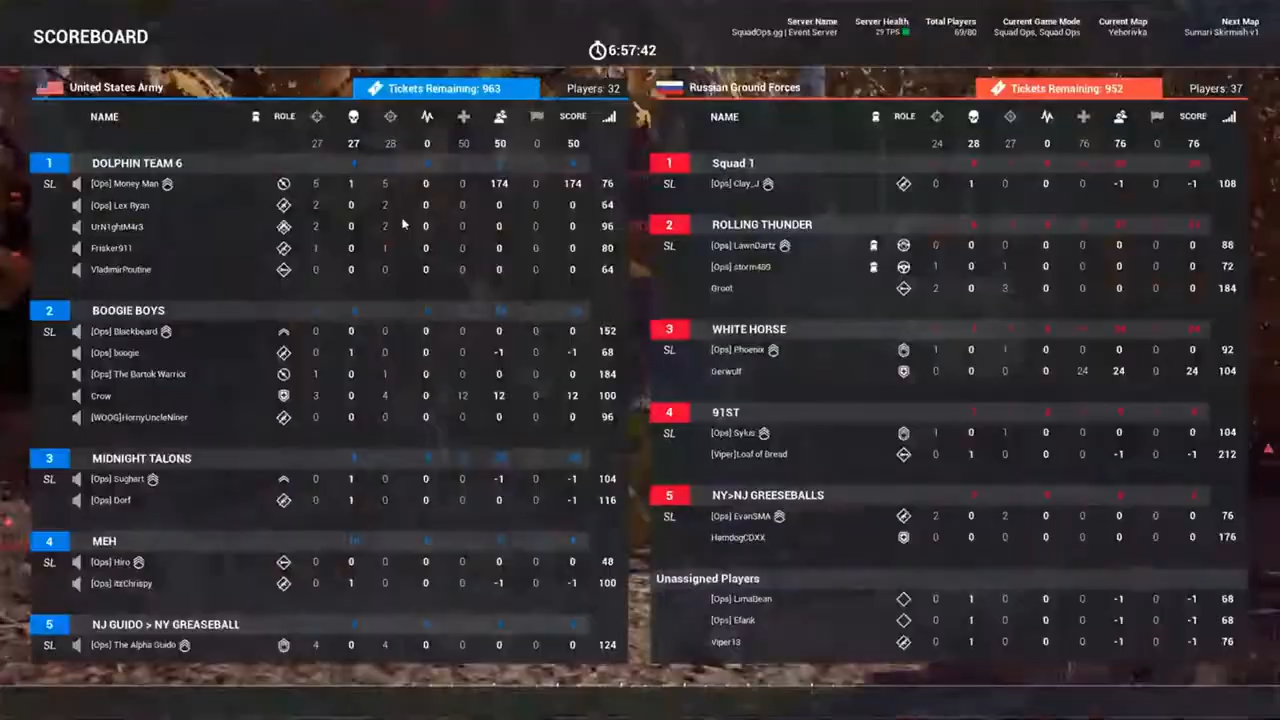 SCOREBOARD
Server Name
SquadOps.gg | Event Server
Server Health
29 TPS
Total Players
69/80
Current Game Mode
Squad Ops, Squad Ops
Current Map
Yehorivka
Next Map
Sumari Skirmish v1
6:57:42
United States Army
Tickets Remaining: 963
Players: 32
NAME ROLE SCORE
27 27 28 0 50 50 0 50
1 DOLPHIN TEAM 6
SL [Ops] Money Man 5 1 5 0 0 174 0 174 76
[Ops] Lex Ryan 2 0 2 0 0 0 0 0 64
UrN1ghtM4r3 2 0 2 0 0 0 0 0 96
Frisker911 1 0 1 0 0 0 0 0 80
VladimirPoutine 0 0 0 0 0 0 0 0 64
2 BOOGIE BOYS
SL [Ops] Blackbeard 0 0 0 0 0 0 0 0 152
[Ops] boogie 0 1 0 0 0 -1 0 -1 68
[Ops] The Bartok Warrior 1 0 1 0 0 0 0 0 184
Crow 3 0 4 0 12 12 0 12 100
[WOOG]HornyUncleNiner 0 0 0 0 0 0 0 0 96
3 MIDNIGHT TALONS
SL [Ops] Sughart 0 1 0 0 0 -1 0 -1 104
[Ops] Dorf 0 1 0 0 0 -1 0 -1 116
4 MEH
SL [Ops] Hiro 0 0 0 0 0 0 0 0 48
[Ops] itzChrispy 0 1 0 0 0 -1 0 -1 100
5 NJ GUIDO > NY GREASEBALL
SL [Ops] The Alpha Guido 4 0 4 0 0 0 0 0 124
Russian Ground Forces
Tickets Remaining: 952
Players: 37
NAME ROLE SCORE
24 28 27 0 76 76 0 76
1 Squad 1
SL [Ops] Clay_J 0 1 0 0 0 -1 0 -1 108
2 ROLLING THUNDER
SL [Ops] LawnDartz 0 0 0 0 0 0 0 0 88
[Ops] storm489 1 0 1 0 0 0 0 0 72
Groot 2 0 3 0 0 0 0 0 184
3 WHITE HORSE
SL [Ops] Phoenix 1 0 1 0 0 0 0 0 92
Gerwulf 0 0 0 0 24 24 0 24 104
4 91ST
SL [Ops] Sylus 1 0 1 0 0 0 0 0 104
[Viper]Loaf of Bread 0 1 0 0 0 -1 0 -1 212
5 NY>NJ GREESEBALLS
SL [Ops] EvanSMA 2 0 2 0 0 0 0 0 76
HamdogCDXX 0 0 0 0 0 0 0 0 176
Unassigned Players
[Ops] LimaBean 0 1 0 0 0 -1 0 -1 68
[Ops] Efank 0 1 0 0 0 -1 0 -1 68
Viper13 0 1 0 0 0 -1 0 -1 76